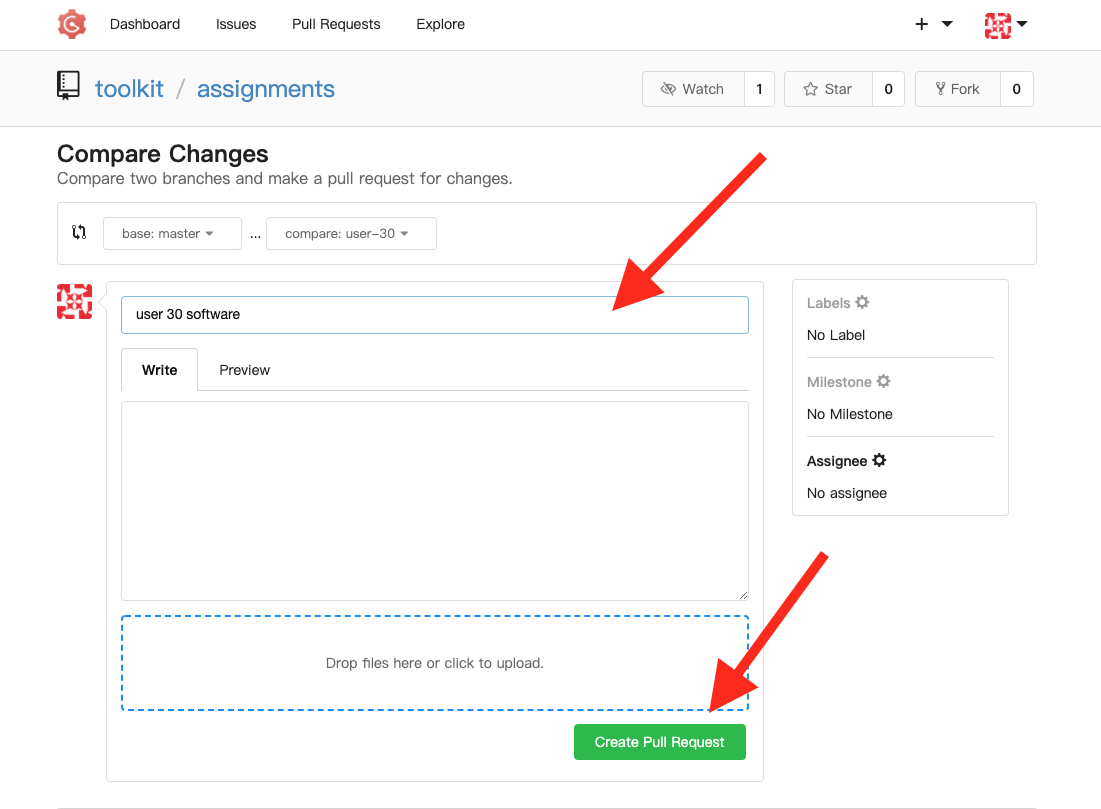 Dashboard Issues Pull Requests Explore
toolkit / assignments
Watch 1 Star 0 Fork 0
Compare Changes
Compare two branches and make a pull request for changes.
base: master ... compare: user-30
user 30 software
Write Preview
Drop files here or click to upload.
Create Pull Request
Labels
No Label
Milestone
No Milestone
Assignee
No assignee